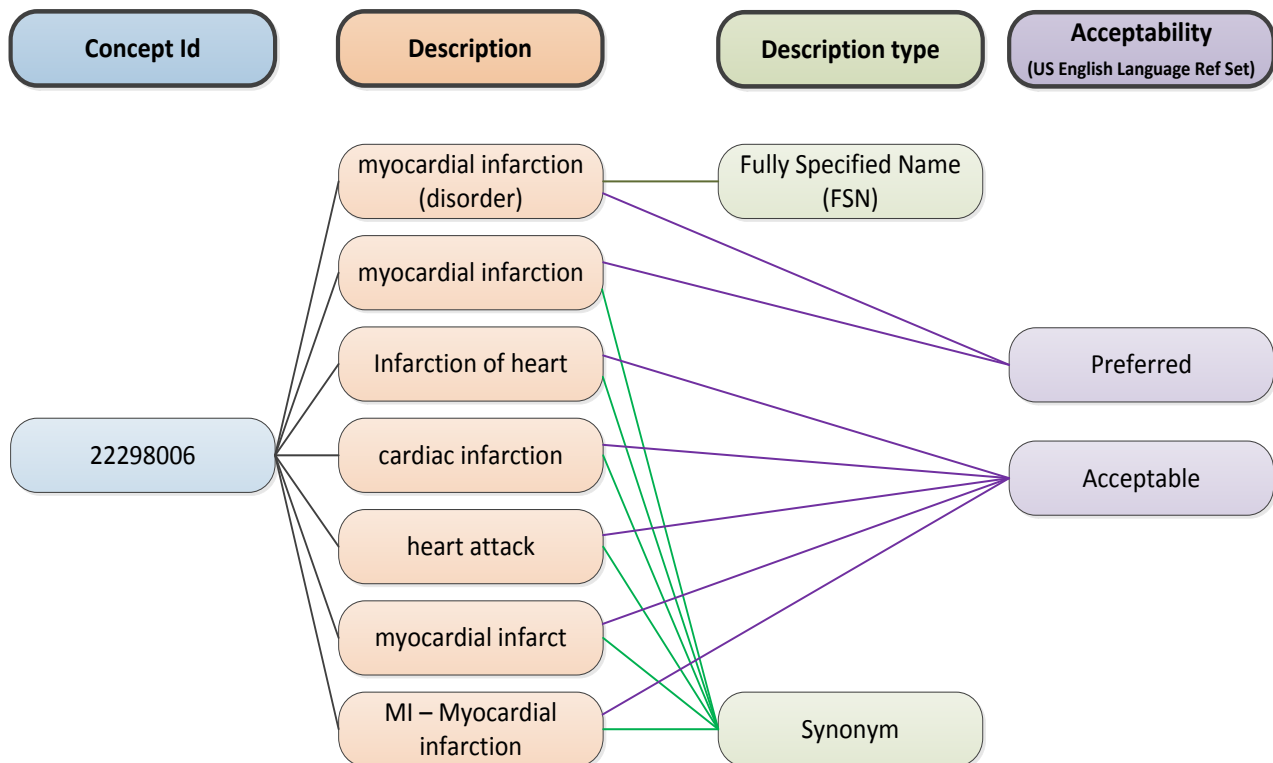 Concept Id
Description
Description type
Acceptability
(US English Language Ref Set)
myocardial infarction
(disorder)
Fully Specified Name
(FSN)
myocardial infarction
Infarction of heart
Preferred
22298006
cardiac infarction
Acceptable
heart attack
myocardial infarct
MI – Myocardial
infarction
Synonym